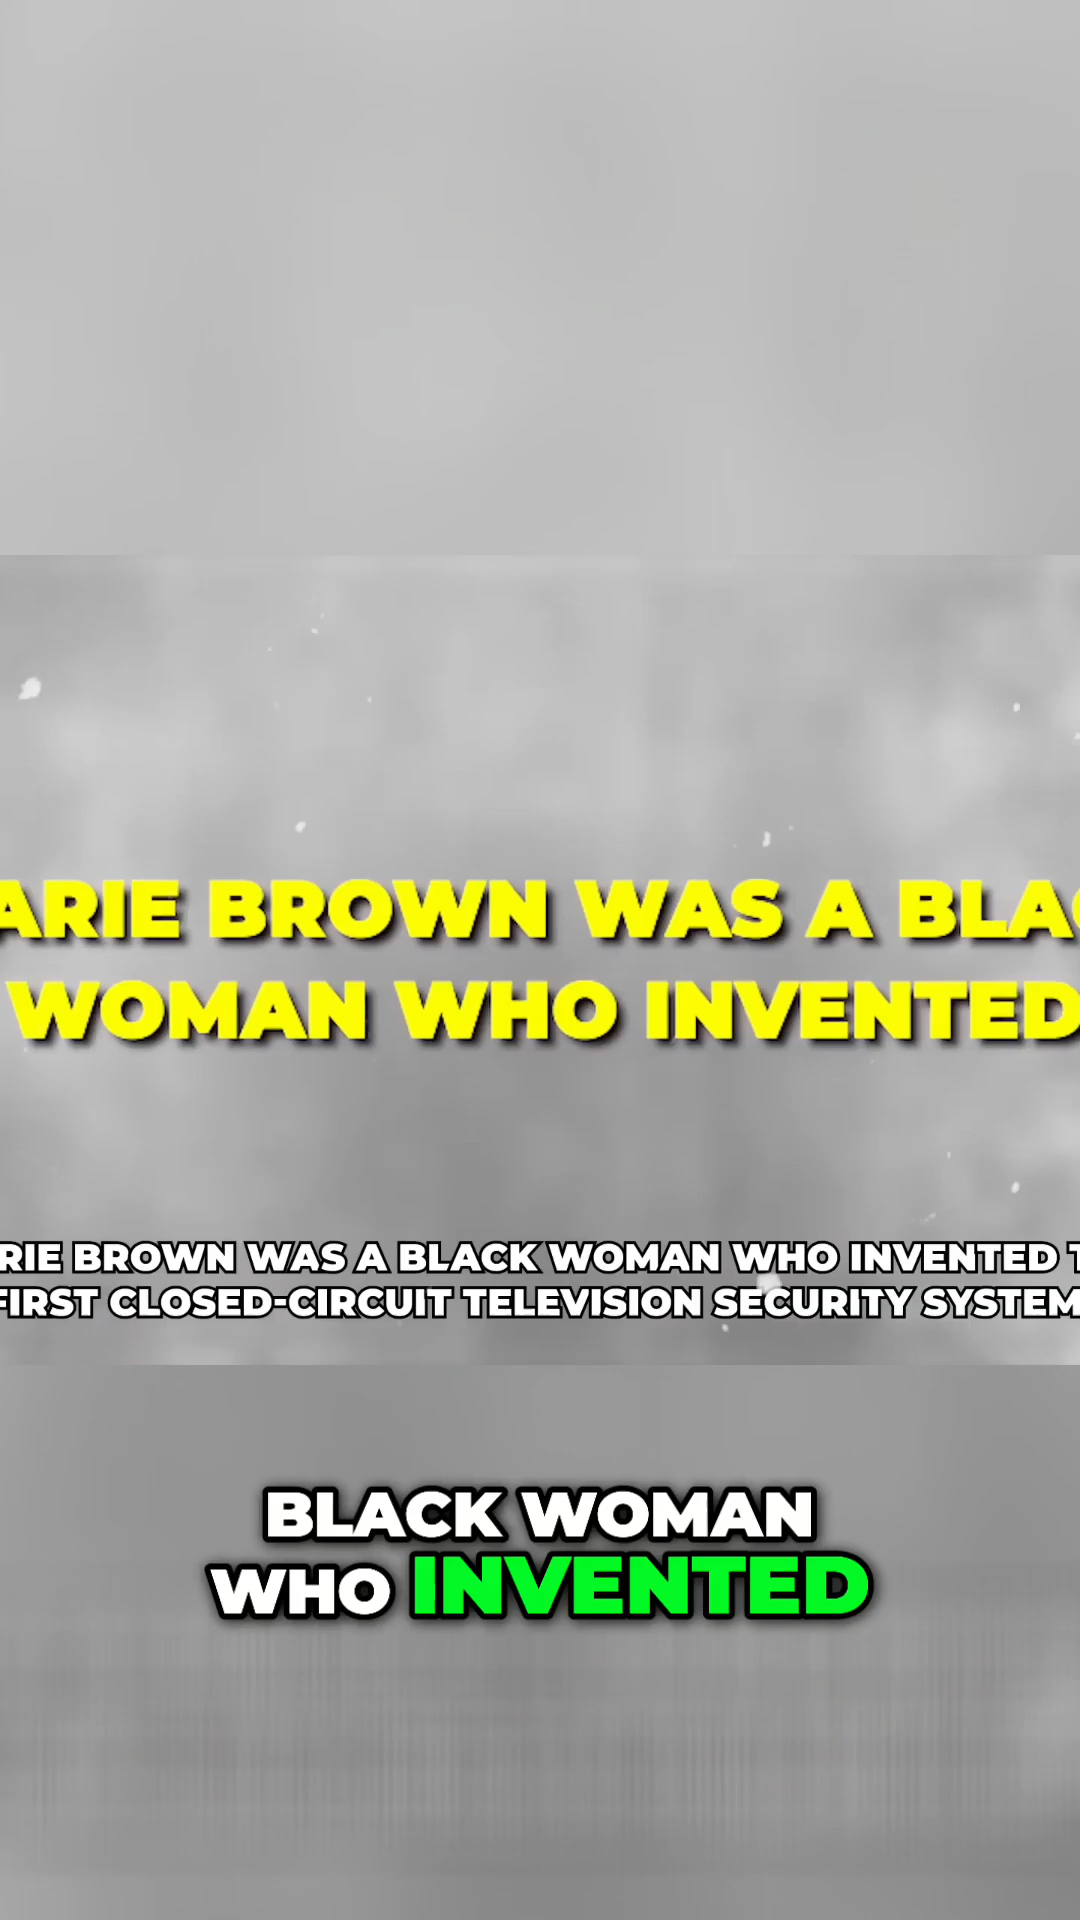 ARIE BROWN WAS A BLAC
WOMAN WHO INVENTED
RIE BROWN WAS A BLACK WOMAN WHO INVENTED T
FIRST CLOSED-CIRCUIT TELEVISION SECURITY SYSTEM
BLACK WOMAN
WHO INVENTED